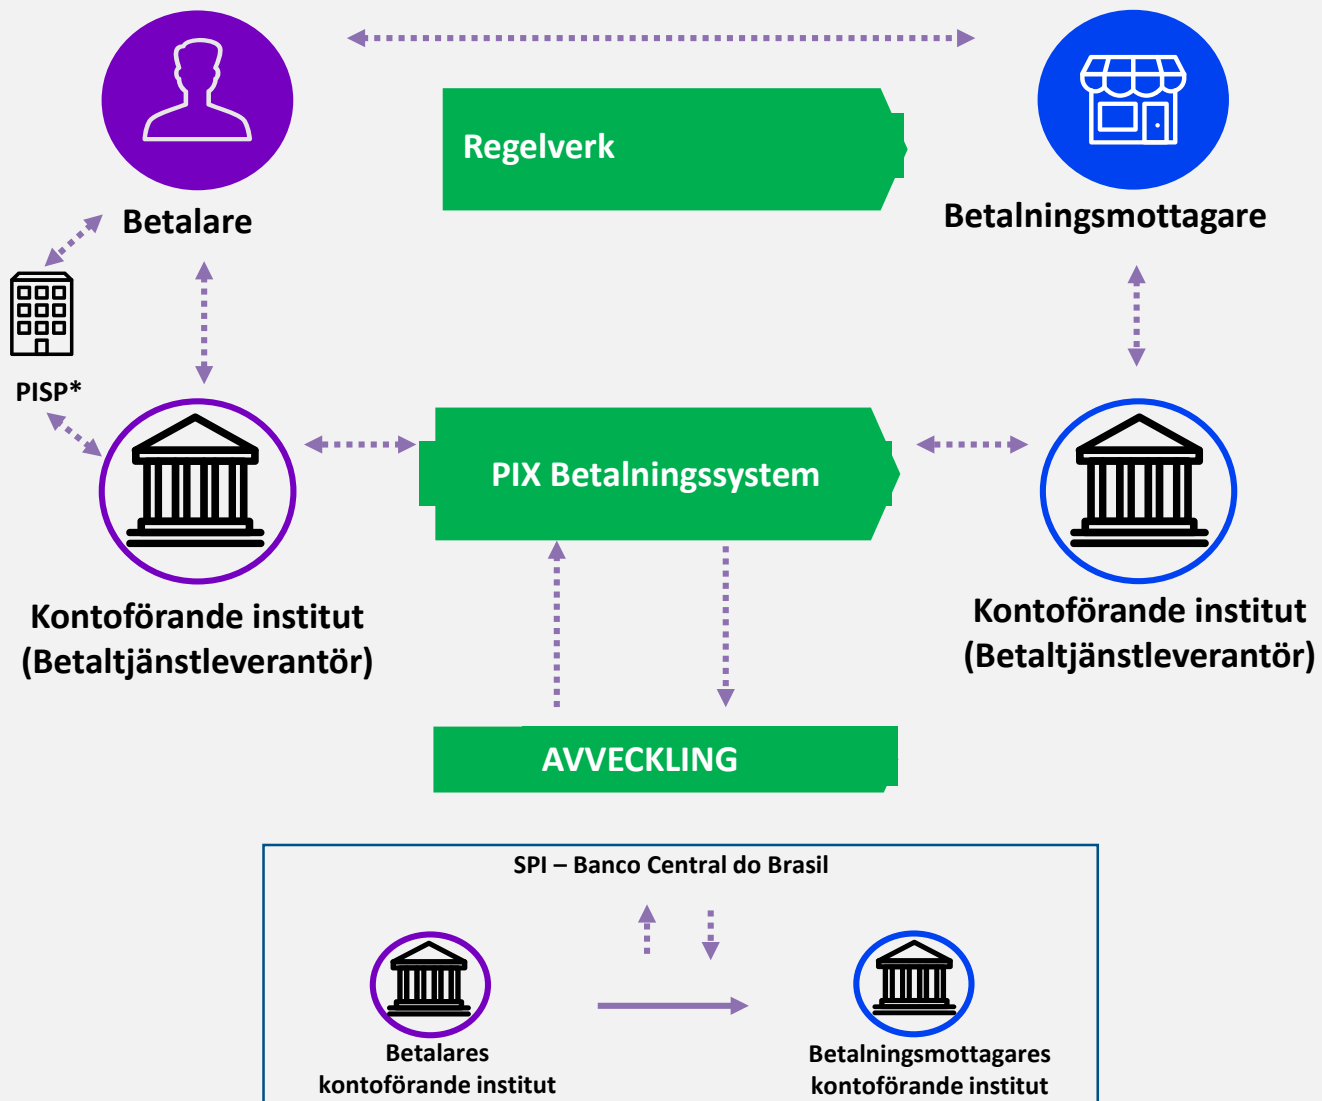 Regelverk
Betalare
Betalningsmottagare
PISP*
PIX Betalningssystem
Kontoförande institut
(Betaltjänstleverantör)
Kontoförande institut
(Betaltjänstleverantör)
AVVECKLING
SPI – Banco Central do Brasil
Betalares
kontoförande institut
Betalningsmottagares
kontoförande institut